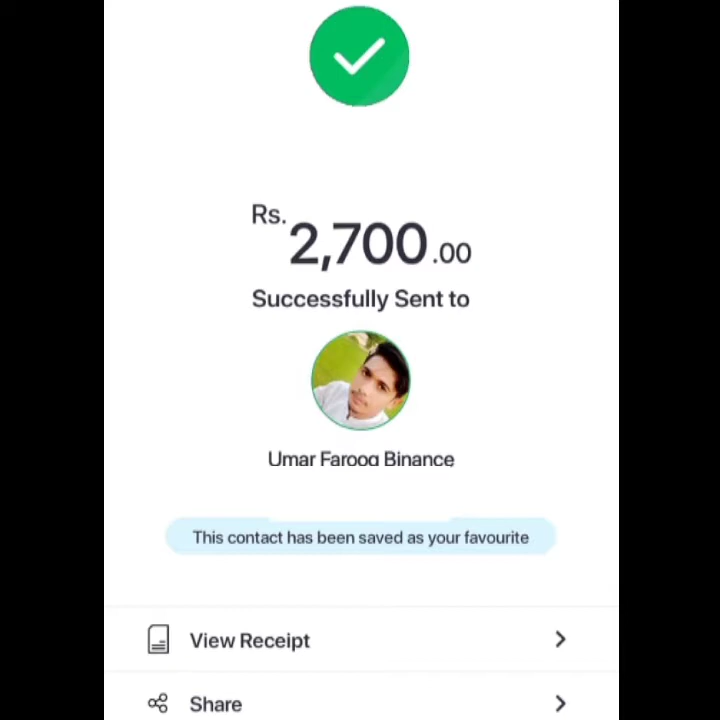 Rs. 2,700.00
Successfully Sent to
Umar Farooq Binance
This contact has been saved as your favourite
View Receipt
Share